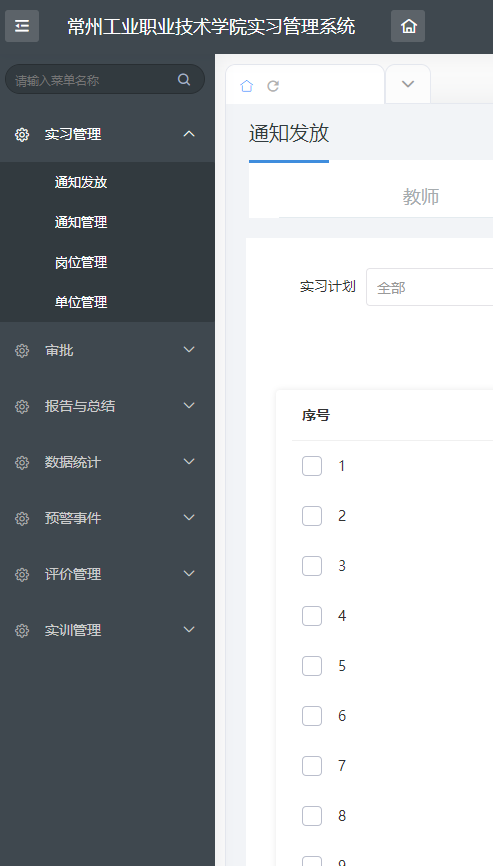 常州工业职业技术学院实习管理系统
请输入菜单名称
实习管理
通知发放
通知管理
岗位管理
单位管理
审批
报告与总结
数据统计
预警事件
评价管理
实训管理
通知发放
教师
实习计划
全部
序号
1
2
3
4
5
6
7
8
9